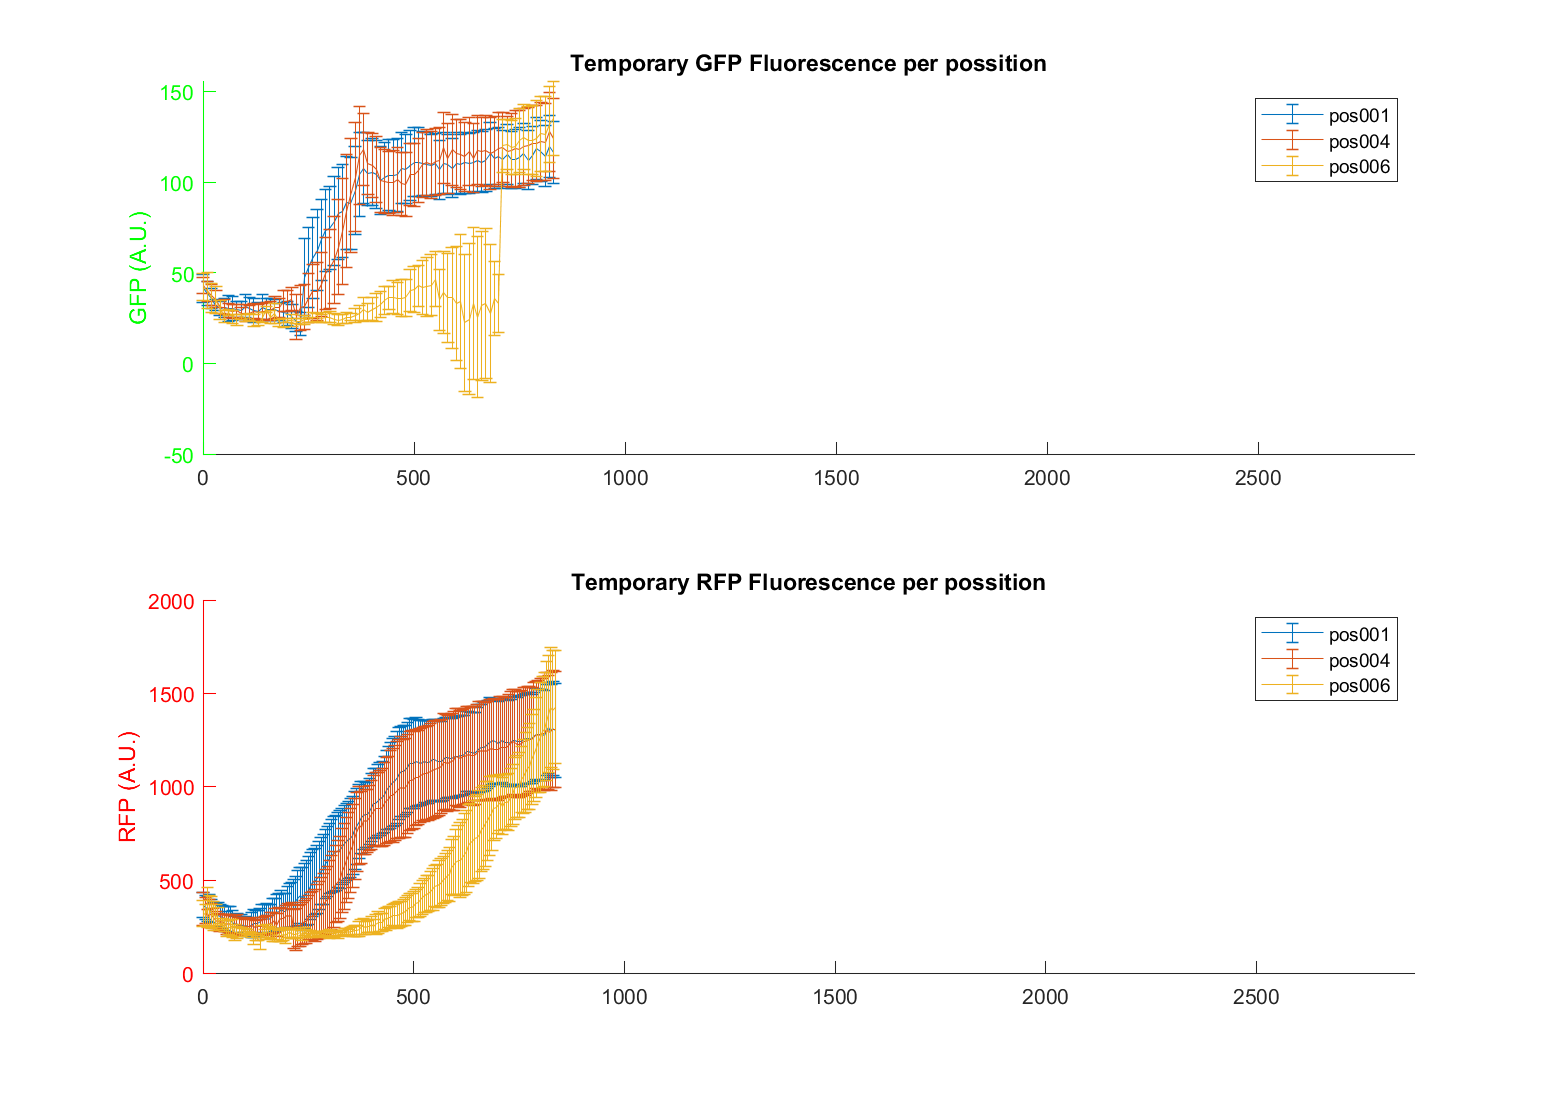 Temporary GFP Fluorescence per possition
GFP (A.U.)
150
100
50
0
-50
0 500 1000 1500 2000 2500
pos001
pos004
pos006
Temporary RFP Fluorescence per possition
RFP (A.U.)
2000
1500
1000
500
0
0 500 1000 1500 2000 2500
pos001
pos004
pos006